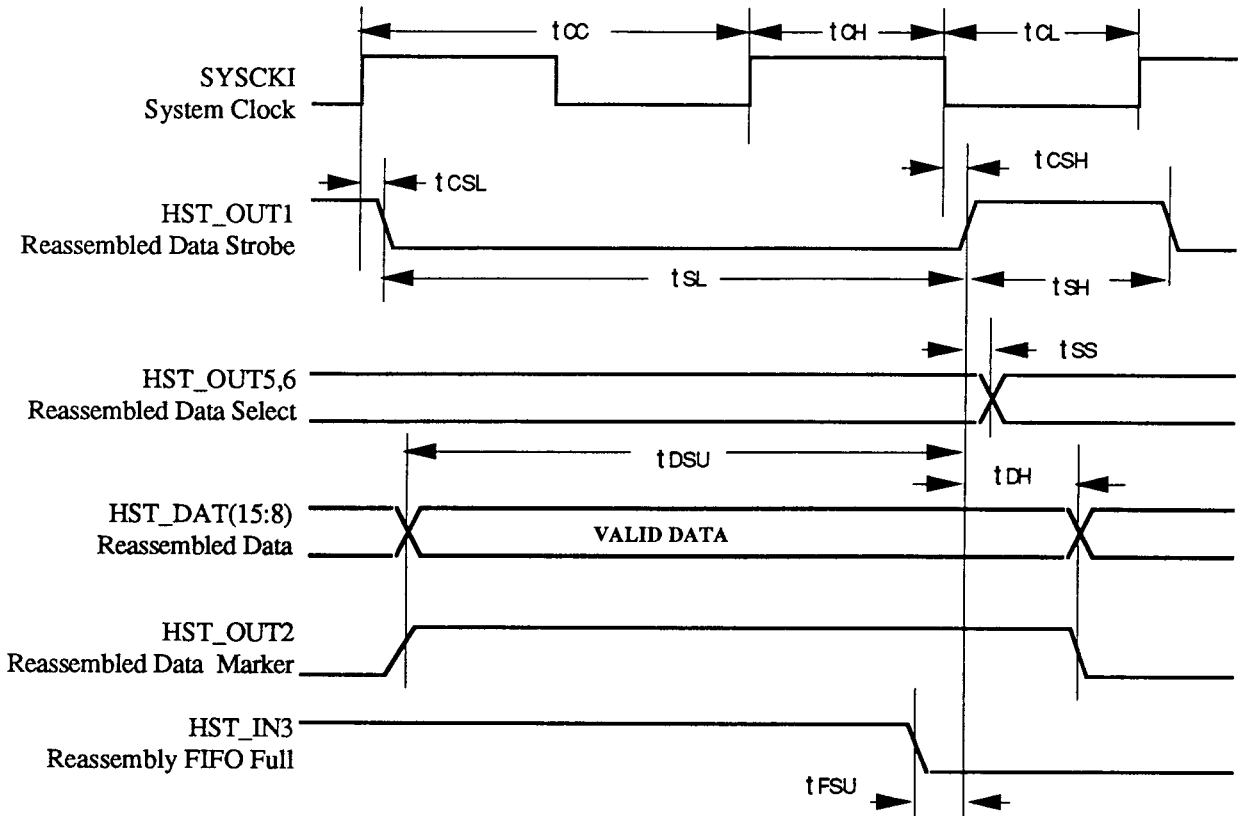 tCC
tCH
tCL
SYSCKI
System Clock
tCSH
tCSL
HST_OUT1
Reassembled Data Strobe
tSL
tSH
tSS
HST_OUT5,6
Reassembled Data Select
tDSU
tDH
HST_DAT(15:8)
Reassembled Data
VALID DATA
HST_OUT2
Reassembled Data Marker
HST_IN3
Reassembly FIFO Full
tFSU